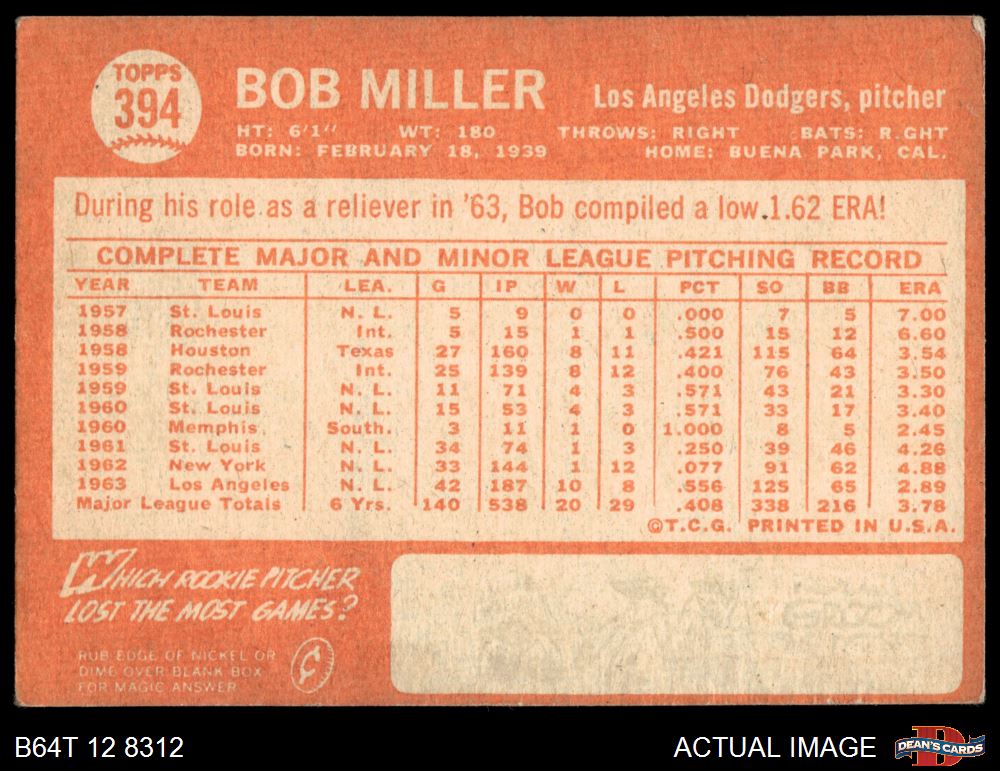 TOPPS
394
BOB MILLER
Los Angeles Dodgers, pitcher
HT: 6'1" WT: 180 THROWS: RIGHT BATS: R.GHT
BORN: FEBRUARY 18, 1939 HOME: BUENA PARK, CAL.
During his role as a reliever in '63, Bob compiled a low 1.62 ERA!
COMPLETE MAJOR AND MINOR LEAGUE PITCHING RECORD
YEAR TEAM LEA. G IP W L PCT SO BB ERA
1957 St. Louis N. L. 5 9 0 0 .000 7 5 7.00
1958 Rochester Int. 5 15 1 1 .500 15 12 6.60
1958 Houston Texas 27 160 8 11 .421 115 64 3.54
1959 Rochester Int. 25 139 8 12 .400 76 43 3.50
1959 St. Louis N. L. 11 71 4 3 .571 43 21 3.30
1960 St. Louis N. L. 15 53 4 3 .571 33 17 3.40
1960 Memphis South. 3 11 1 0 1.000 8 5 2.45
1961 St. Louis N. L. 34 74 1 3 .250 39 46 4.26
1962 New York N. L. 33 144 1 12 .077 91 62 4.88
1963 Los Angeles N. L. 42 187 10 8 .556 125 65 2.89
Major League Totals 6 Yrs. 140 538 20 29 .408 338 216 3.78
©T.C.G. PRINTED IN U.S.A.
WHICH ROOKIE PITCHER
LOST THE MOST GAMES?
RUB EDGE OF NICKEL OR
DIME OVER BLANK BOX
FOR MAGIC ANSWER
¢
B64T 12 8312
ACTUAL IMAGE
DEAN'S CARDS